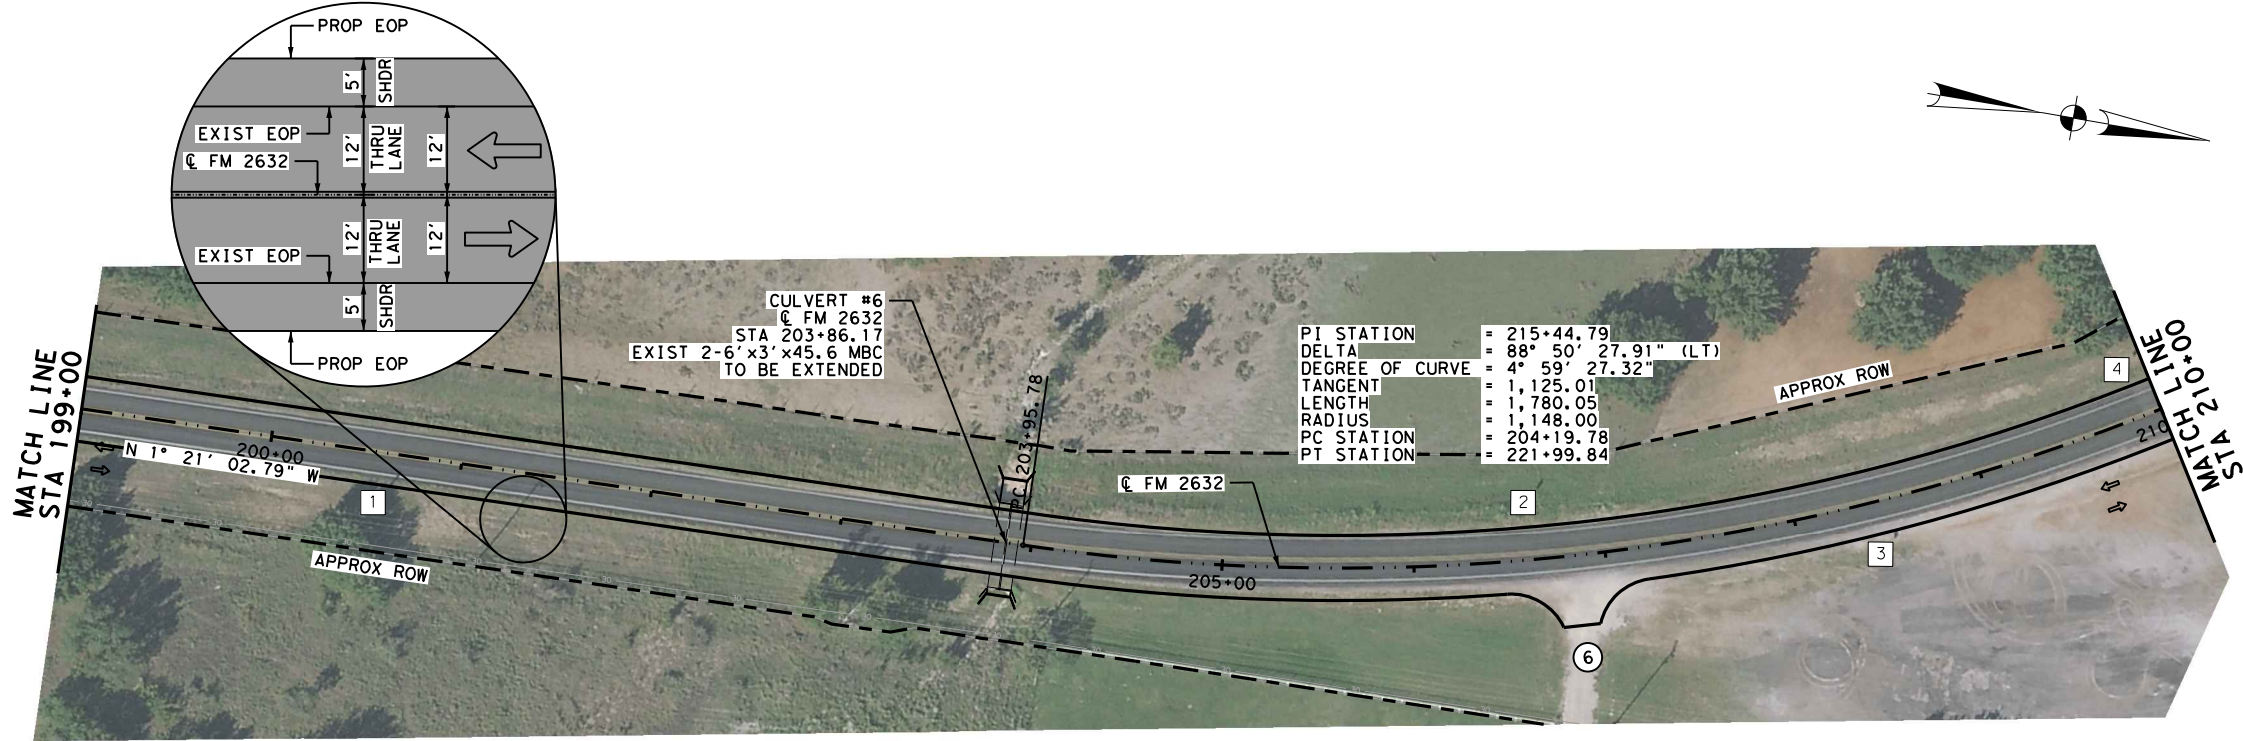 PROP EOP
5'
SHDR
EXIST EOP
12'
THRU
LANE
12'
℄ FM 2632
12'
THRU
LANE
12'
EXIST EOP
5'
SHDR
PROP EOP
MATCH LINE
STA 199+00
N 1° 21' 02.79" W
200+00
1
APPROX ROW
CULVERT #6
℄ FM 2632
STA 203+86.17
EXIST 2-6'x3'x45.6 MBC
TO BE EXTENDED
PC 203+95.78
℄ FM 2632
205+00
PI STATION = 215+44.79
DELTA = 88° 50' 27.91" (LT)
DEGREE OF CURVE = 4° 59' 27.32"
TANGENT = 1,125.01
LENGTH = 1,780.05
RADIUS = 1,148.00
PC STATION = 204+19.78
PT STATION = 221+99.84
APPROX ROW
2
3
4
6
210
MATCH LINE
STA 210+00